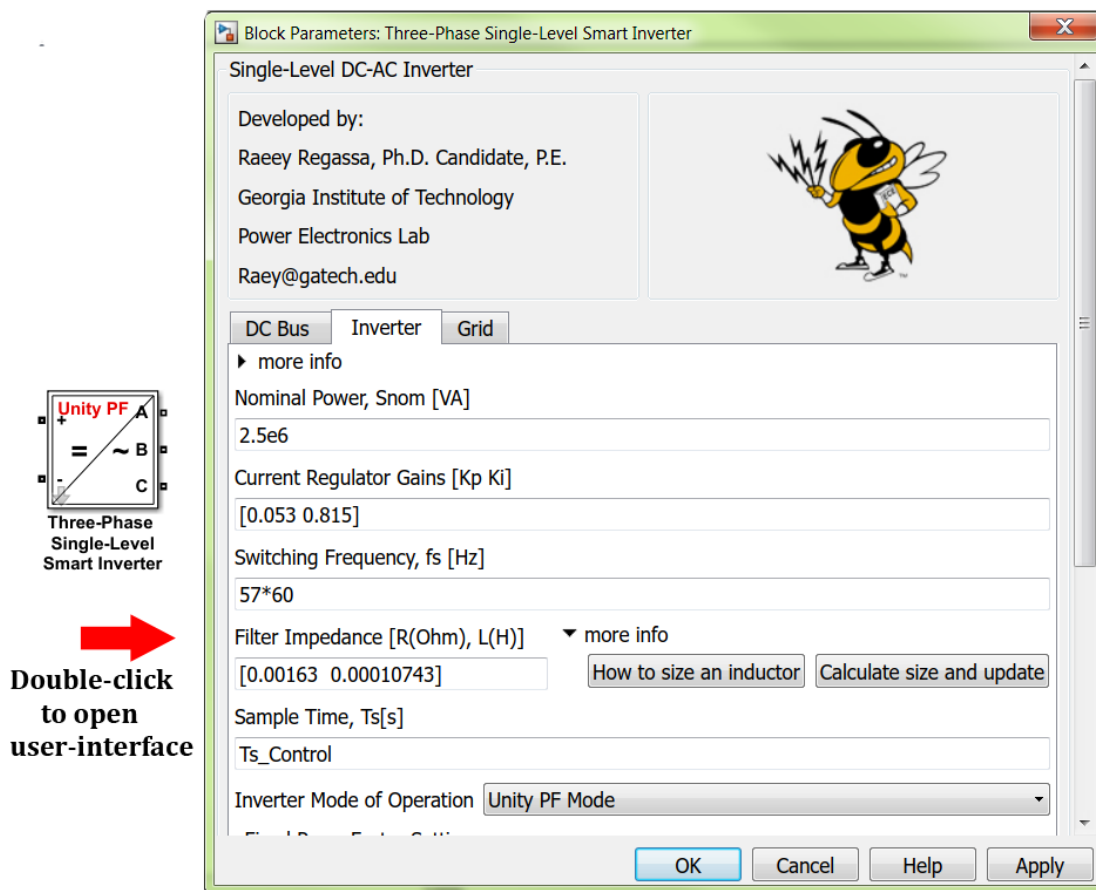 Block Parameters: Three-Phase Single-Level Smart Inverter
X
Single-Level DC-AC Inverter
Developed by:
Raeey Regassa, Ph.D. Candidate, P.E.
Georgia Institute of Technology
Power Electronics Lab
Raey@gatech.edu
ECE
TM
DC Bus Inverter Grid
more info
Nominal Power, Snom [VA]
2.5e6
Current Regulator Gains [Kp Ki]
[0.053 0.815]
Switching Frequency, fs [Hz]
57*60
Filter Impedance [R(Ohm), L(H)] more info
[0.00163 0.00010743] How to size an inductor Calculate size and update
Sample Time, Ts[s]
Ts_Control
Inverter Mode of Operation Unity PF Mode
OK Cancel Help Apply
Unity PF A
+
= ~ B
- C
Three-Phase
Single-Level
Smart Inverter
Double-click
to open
user-interface